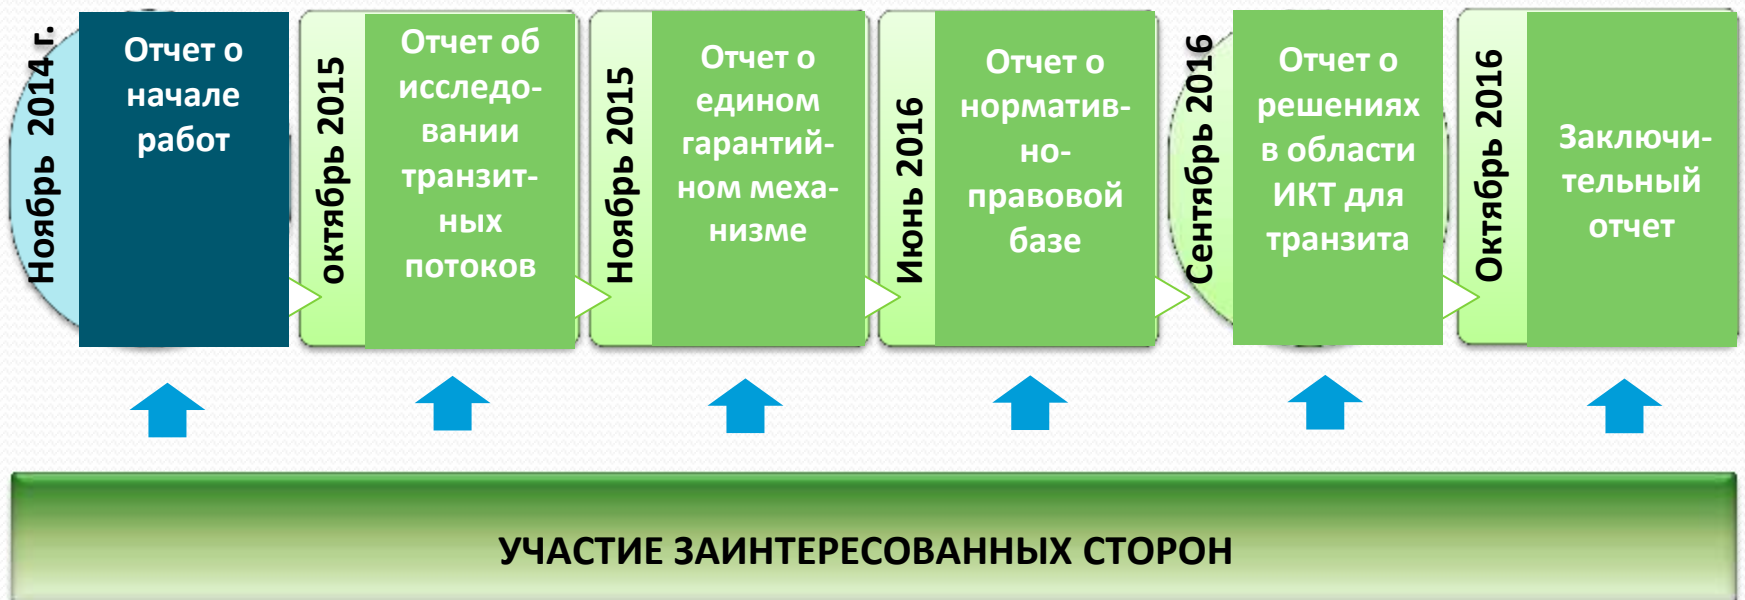 Ноябрь 2014 г.
Отчет о
начале
работ
октябрь 2015
Отчет об
исследо-
вании
транзит-
ных
потоков
Ноябрь 2015
Отчет о
едином
гарантий-
ном меха-
низме
Июнь 2016
Отчет о
норматив-
но-
правовой
базе
Сентябрь 2016
Отчет о
решениях
в области
ИКТ для
транзита
Октябрь 2016
Заключи-
тельный
отчет
УЧАСТИЕ ЗАИНТЕРЕСОВАННЫХ СТОРОН